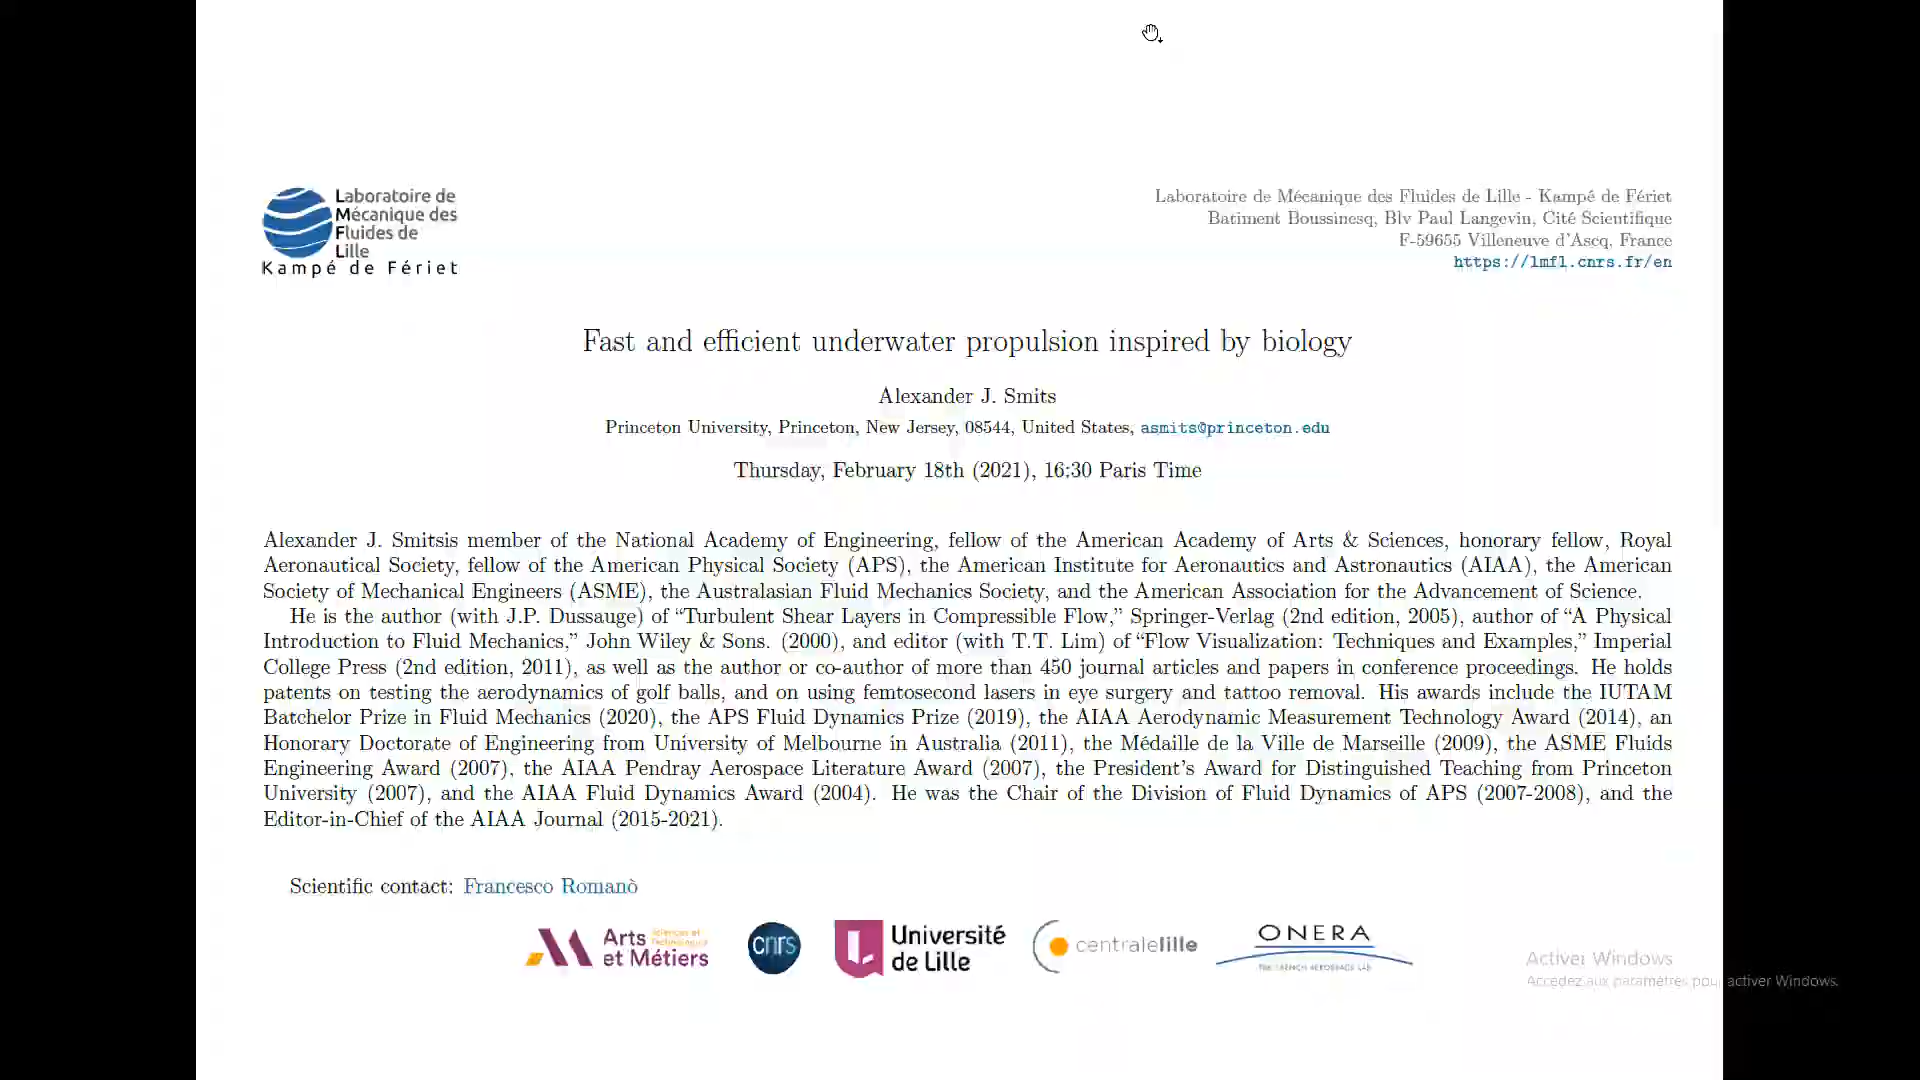 Laboratoire de
Mécanique des
Fluides de
Lille
Kampé de Fériet
Laboratoire de Mécanique des Fluides de Lille - Kampé de Fériet
Batiment Boussinesq, Blv Paul Langevin, Cité Scientifique
F-59655 Villeneuve d'Ascq, France
https://lmfl.cnrs.fr/en
Fast and efficient underwater propulsion inspired by biology
Alexander J. Smits
Princeton University, Princeton, New Jersey, 08544, United States, asmits@princeton.edu
Thursday, February 18th (2021), 16:30 Paris Time
Alexander J. Smitsis member of the National Academy of Engineering, fellow of the American Academy of Arts & Sciences, honorary fellow, Royal
Aeronautical Society, fellow of the American Physical Society (APS), the American Institute for Aeronautics and Astronautics (AIAA), the American
Society of Mechanical Engineers (ASME), the Australasian Fluid Mechanics Society, and the American Association for the Advancement of Science.
He is the author (with J.P. Dussauge) of “Turbulent Shear Layers in Compressible Flow,” Springer-Verlag (2nd edition, 2005), author of “A Physical
Introduction to Fluid Mechanics,” John Wiley & Sons. (2000), and editor (with T.T. Lim) of “Flow Visualization: Techniques and Examples,” Imperial
College Press (2nd edition, 2011), as well as the author or co-author of more than 450 journal articles and papers in conference proceedings. He holds
patents on testing the aerodynamics of golf balls, and on using femtosecond lasers in eye surgery and tattoo removal. His awards include the IUTAM
Batchelor Prize in Fluid Mechanics (2020), the APS Fluid Dynamics Prize (2019), the AIAA Aerodynamic Measurement Technology Award (2014), an
Honorary Doctorate of Engineering from University of Melbourne in Australia (2011), the Médaille de la Ville de Marseille (2009), the ASME Fluids
Engineering Award (2007), the AIAA Pendray Aerospace Literature Award (2007), the President's Award for Distinguished Teaching from Princeton
University (2007), and the AIAA Fluid Dynamics Award (2004). He was the Chair of the Division of Fluid Dynamics of APS (2007-2008), and the
Editor-in-Chief of the AIAA Journal (2015-2021).
Scientific contact: Francesco Romanò
Arts Sciences et
Technologies
et Métiers
cnrs
Université
de Lille
centralelille
ONERA
THE FRENCH AEROSPACE LAB
Activer Windows
Accédez aux paramètres pour activer Windows.